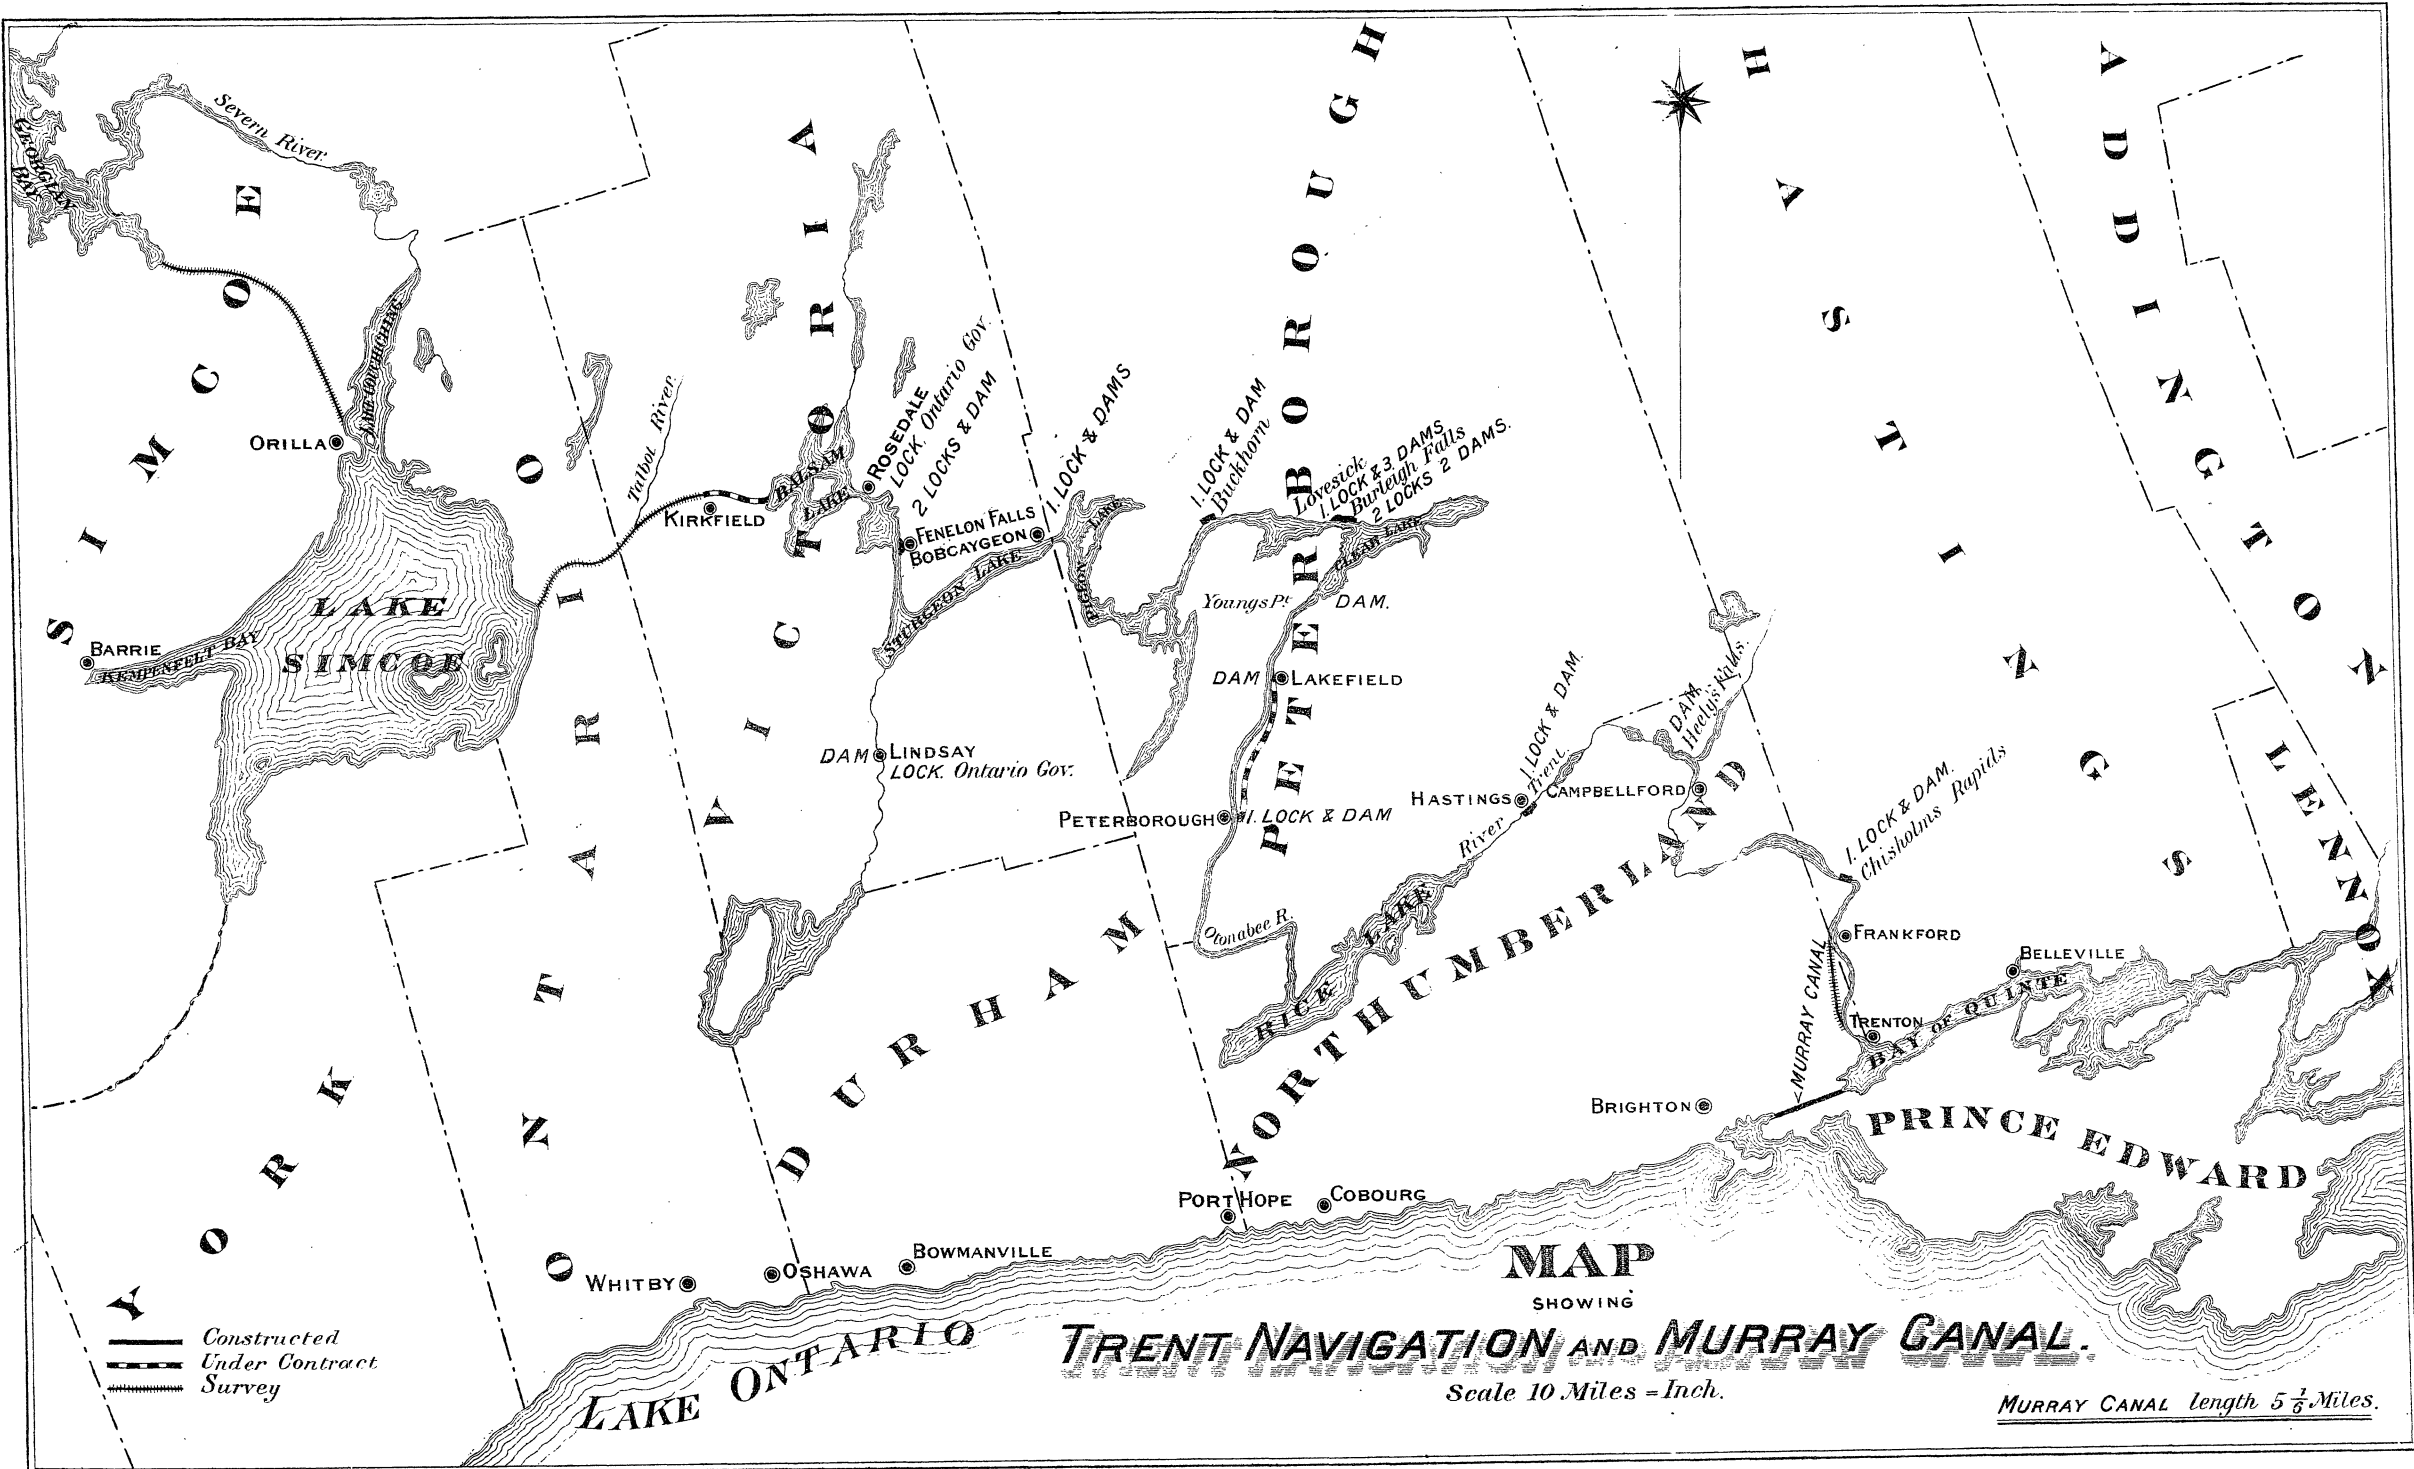 GEORGIAN
BAY
Severn River.
SIMCOE
LAKE COUCHICHING
ORILLA
LAKE
SIMCOE
BARRIE
KEMPENFELT BAY
YORK
ONTARIO
VICTORIA
Talbot River.
KIRKFIELD
BALSAM
LAKE
ROSEDALE
LOCK. Ontario Gov.
2 LOCKS & DAM
FENELON FALLS
BOBCAYGEON
1. LOCK & DAMS
STURGEON LAKE
PIGEON LAKE
DAM LINDSAY
LOCK. Ontario Gov.
PETERBOROUGH
1. LOCK & DAM
Buckhorn
Lovesick
1. LOCK & 3 DAMS
Burleigh Falls
2 LOCKS 2 DAMS.
CLEAR LAKE
Youngs Pt. DAM.
DAM LAKEFIELD
PETERBOROUGH 1. LOCK & DAM
Otonabee R.
RICE LAKE
HASTINGS
1. LOCK & DAM.
River Trent.
DAM
Heely's Falls.
CAMPBELLFORD
HASTINGS
ADDINGTON
LENNOX
1. LOCK & DAM.
Chisholms Rapids
FRANKFORD
MURRAY CANAL
TRENTON
BELLEVILLE
BAY OF QUINTE
BRIGHTON
PRINCE EDWARD
DURHAM
NORTHUMBERLAND
PORT HOPE
COBOURG
BOWMANVILLE
OSHAWA
WHITBY
LAKE ONTARIO
Constructed
Under Contract
Survey
MAP
SHOWING
TRENT NAVIGATION AND MURRAY CANAL.
Scale 10 Miles = Inch.
MURRAY CANAL length 5 1/6 Miles.